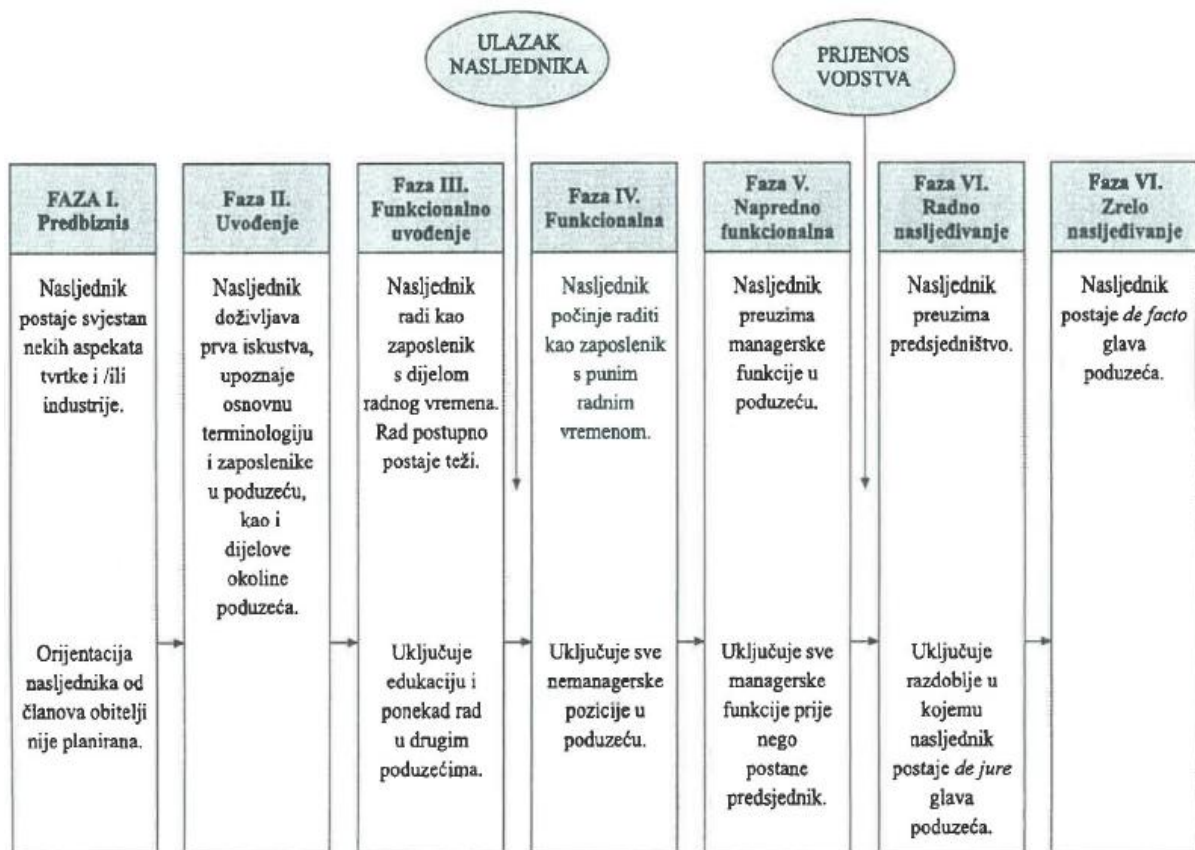 ULAZAK
NASLJEDNIKA
PRIJENOS
VODSTVA
FAZA I.
Predbiznis
Nasljednik
postaje svjestan
nekih aspekata
tvrtke i /ili
industrije.
Orijentacija
nasljednika od
članova obitelji
nije planirana.
Faza II.
Uvođenje
Nasljednik
doživljava
prva iskustva,
upoznaje
osnovnu
terminologiju
i zaposlenike
u poduzeću,
kao i
dijelove
okoline
poduzeća.
Faza III.
Funkcionalno
uvođenje
Nasljednik
radi kao
zaposlenik
s dijelom
radnog vremena.
Rad postupno
postaje teži.
Uključuje
edukaciju i
ponekad rad
u drugim
poduzećima.
Faza IV.
Funkcionalna
Nasljednik
počinje raditi
kao zaposlenik
s punim
radnim
vremenom.
Uključuje sve
nemanagerske
pozicije u
poduzeću.
Faza V.
Napredno
funkcionalna
Nasljednik
preuzima
managerske
funkcije u
poduzeću.
Uključuje sve
managerske
funkcije prije
nego
postane
predsjednik.
Faza VI.
Radno
nasljeđivanje
Nasljednik
preuzima
predsjedništvo.
Uključuje
razdoblje u
kojemu
nasljednik
postaje de jure
glava
poduzeća.
Faza VI.
Zrelo
nasljeđivanje
Nasljednik
postaje de facto
glava
poduzeća.